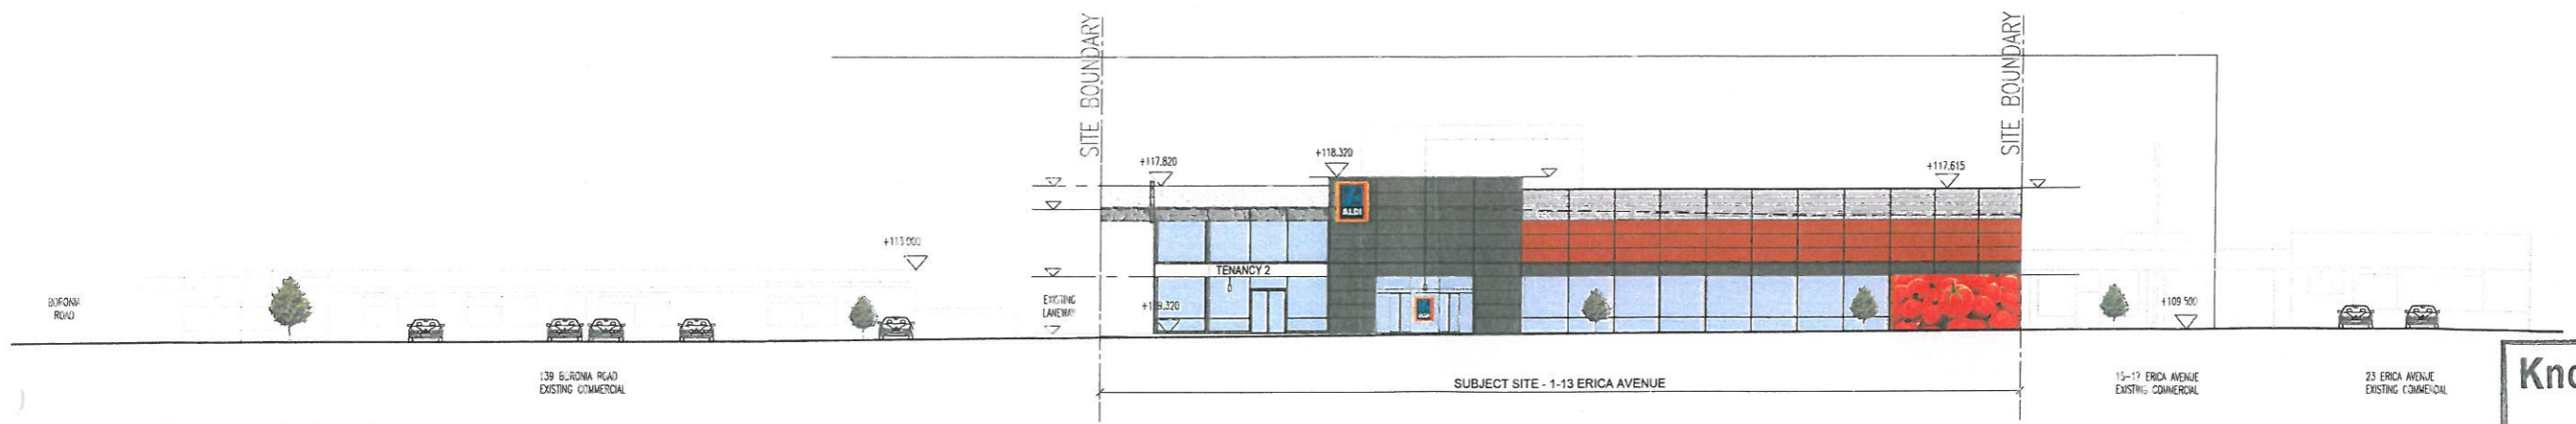 SITE BOUNDARY
SITE BOUNDARY
+117.820
+118.320
+117.615
ALDI
+113.000
TENANCY 2
BORONIA
ROAD
EXISTING
LANEWAY
ALDI
+109.500
139 BORONIA ROAD
EXISTING COMMERCIAL
SUBJECT SITE - 1-13 ERICA AVENUE
15-17 ERICA AVENUE
EXISTING COMMERCIAL
23 ERICA AVENUE
EXISTING COMMERCIAL